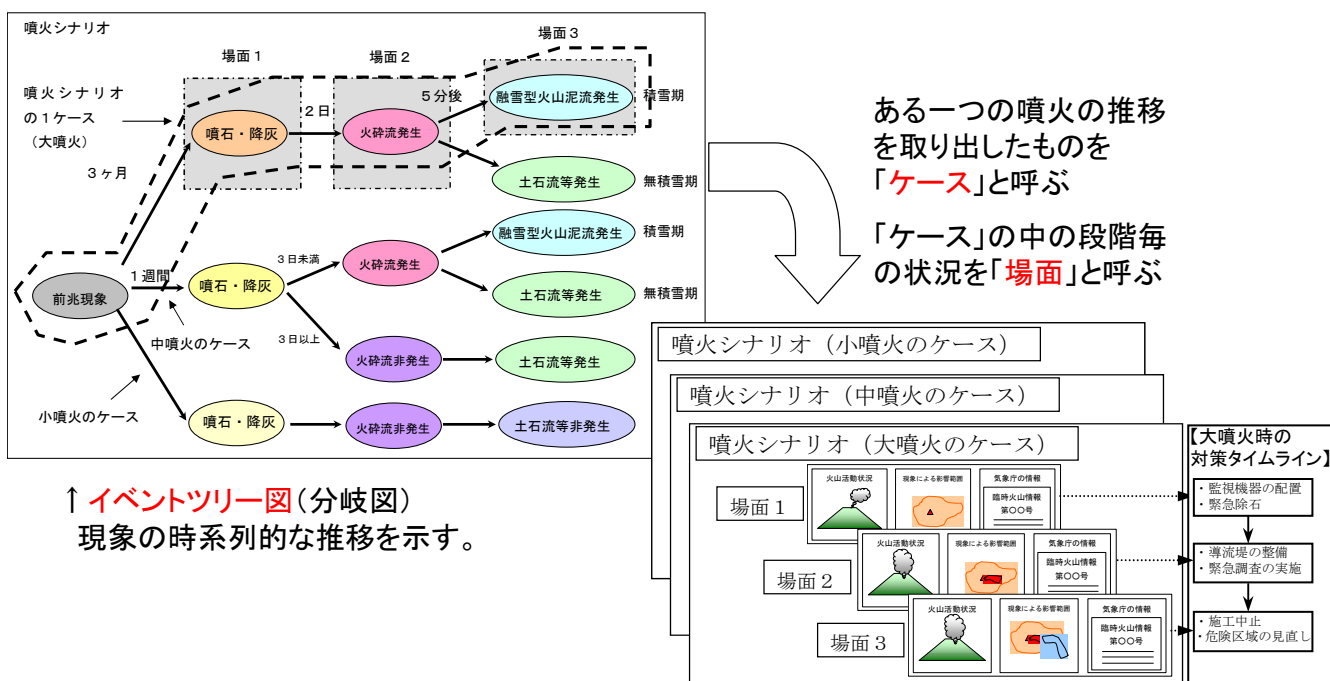 噴火シナリオ
場面1
場面2
場面3
噴火シナリオ
の1ケース
(大噴火)
3ヶ月
噴石・降灰
2日
火砕流発生
5分後
融雪型火山泥流発生
積雪期
土石流等発生
無積雪期
前兆現象
1週間
中噴火のケース
噴石・降灰
3日未満
3日以上
火砕流発生
融雪型火山泥流発生
積雪期
土石流等発生
無積雪期
火砕流非発生
土石流等発生
小噴火のケース
噴石・降灰
火砕流非発生
土石流等非発生
↑イベントツリー図(分岐図)
現象の時系列的な推移を示す。
ある一つの噴火の推移
を取り出したものを
「ケース」と呼ぶ
「ケース」の中の段階毎
の状況を「場面」と呼ぶ
噴火シナリオ(小噴火のケース)
噴火シナリオ(中噴火のケース)
噴火シナリオ(大噴火のケース)
場面1
火山活動状況
現象による影響範囲
気象庁の情報
臨時火山情報
第〇〇号
場面2
火山活動状況
現象による影響範囲
気象庁の情報
臨時火山情報
第〇〇号
場面3
火山活動状況
現象による影響範囲
気象庁の情報
臨時火山情報
第〇〇号
【大噴火時の
対策タイムライン】
・監視機器の配置
・緊急除石
・導流堤の整備
・緊急調査の実施
・施工中止
・危険区域の見直し